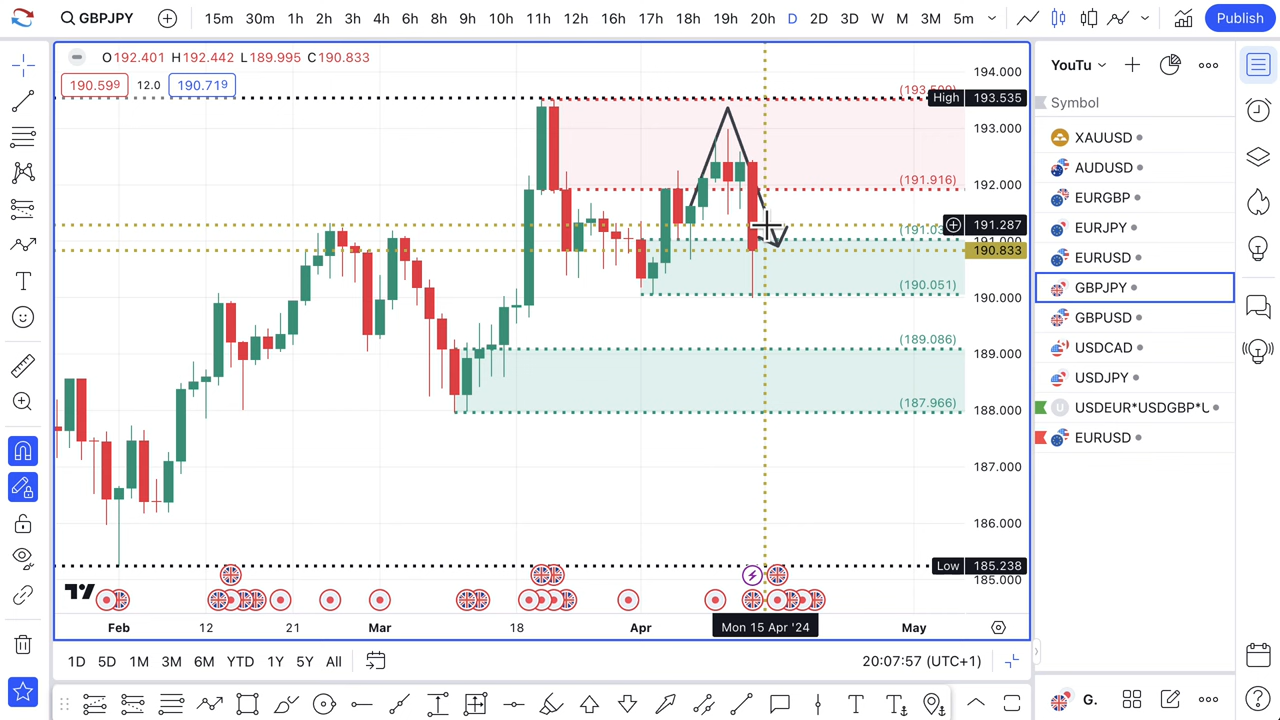 GBPJPY 15m 30m 1h 2h 3h 4h 6h 8h 9h 10h 11h 12h 16h 17h 18h 19h 20h D 2D 3D W M 3M 5m Publish
O192.401 H192.442 L189.995 C190.833
190.599 12.0 190.719
YouTu
Symbol
XAUUSD
AUDUSD
EURGBP
EURJPY
EURUSD
GBPJPY
GBPUSD
USDCAD
USDJPY
USDEUR*USDGBP*U
EURUSD
194.000
High 193.535
193.000
(191.916)
192.000
191.287
190.833
(190.051)
190.000
(189.086)
189.000
(187.966)
188.000
187.000
186.000
Low 185.238
185.000
Feb 12 21 Mar 18 Apr Mon 15 Apr '24 May
1D 5D 1M 3M 6M YTD 1Y 5Y All 20:07:57 (UTC+1)
G.